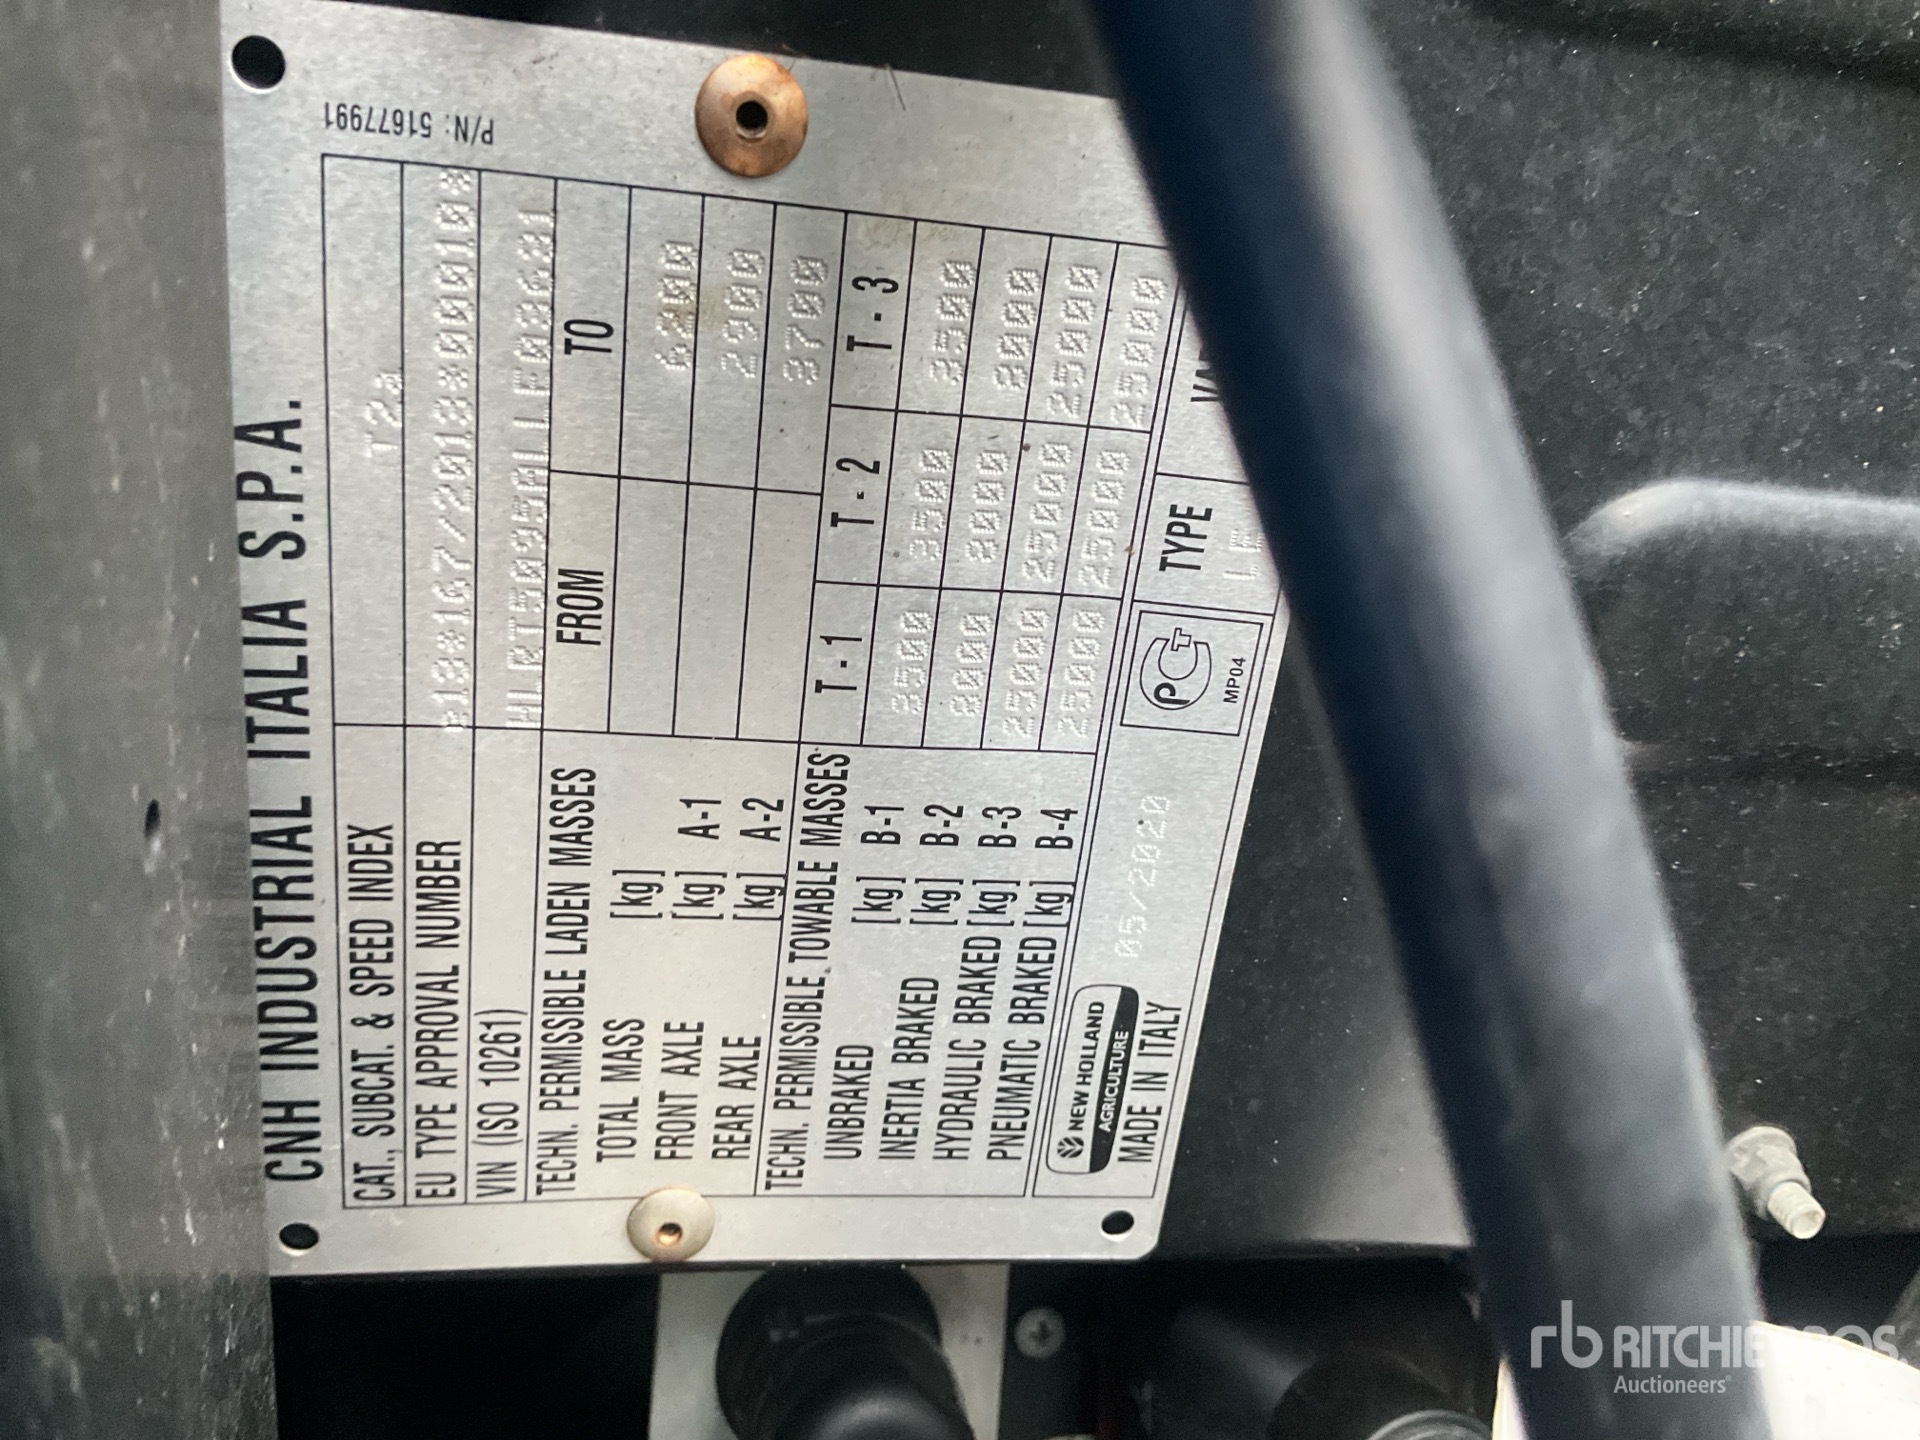 P/N: 51677991
CNH INDUSTRIAL ITALIA S.P.A.
CAT., SUBCAT. & SPEED INDEX T2a
EU TYPE APPROVAL NUMBER e13*167/2013*00010*
VIN (ISO 10261)
TECHN. PERMISSIBLE LADEN MASSES FROM TO
TOTAL MASS [kg] 6200
FRONT AXLE [kg] A-1 2900
REAR AXLE [kg] A-2 3700
TECHN. PERMISSIBLE TOWABLE MASSES T-1 T-2 T-3
UNBRAKED [kg] B-1 3500 3500 3500
INERTIA BRAKED [kg] B-2 8000 8000 8000
HYDRAULIC BRAKED [kg] B-3 25000 25000 25000
PNEUMATIC BRAKED [kg] B-4 25000 25000 25000
NEW HOLLAND
AGRICULTURE
05/2020
MADE IN ITALY
PCT
MP04
TYPE
LE
rb RITCHIE BROS.
Auctioneers